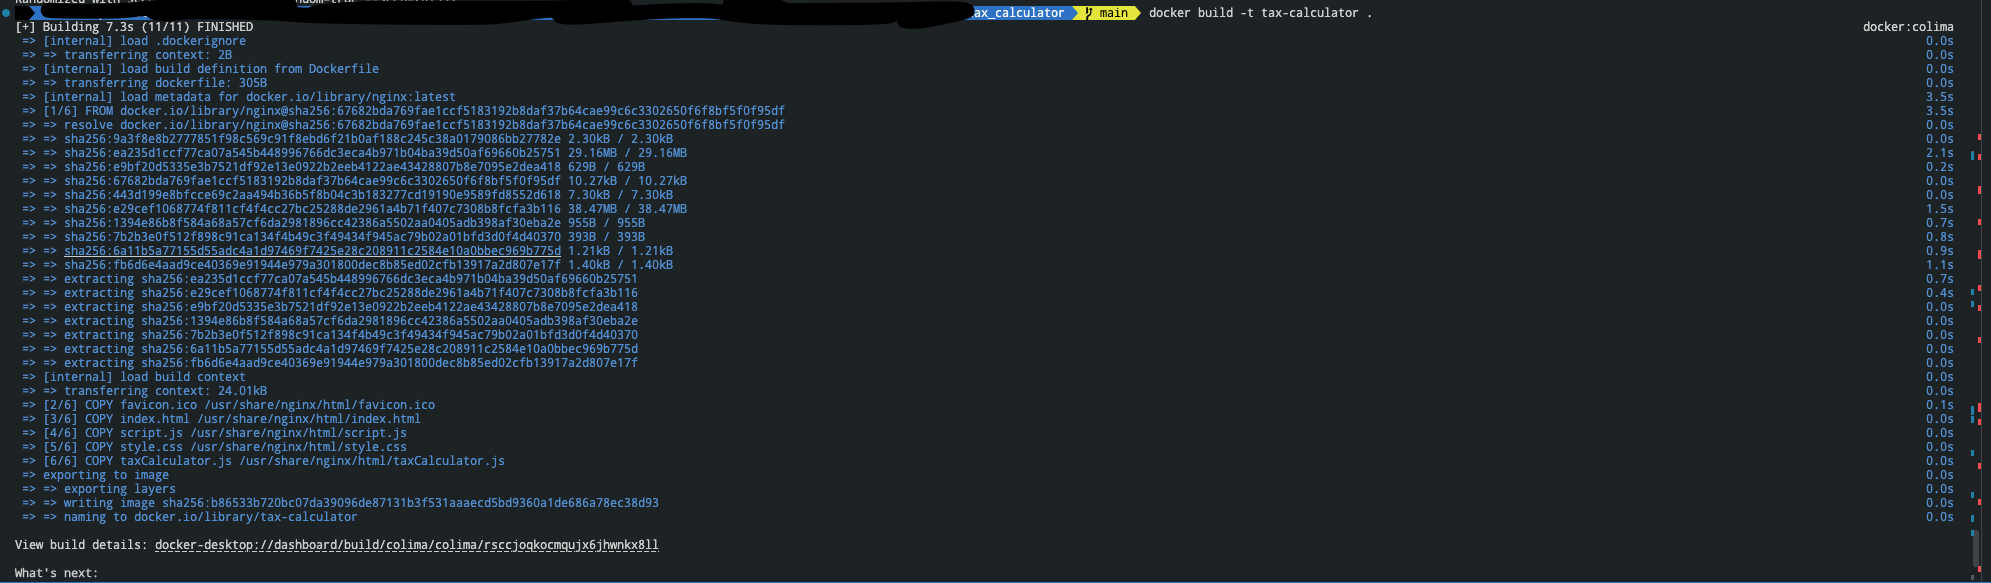 ax_calculator main docker build -t tax-calculator .
[+] Building 7.3s (11/11) FINISHED docker:colima
=> [internal] load .dockerignore 0.0s
=> => transferring context: 2B 0.0s
=> [internal] load build definition from Dockerfile 0.0s
=> => transferring dockerfile: 305B 0.0s
=> [internal] load metadata for docker.io/library/nginx:latest 3.5s
=> [1/6] FROM docker.io/library/nginx@sha256:67682bda769fae1ccf5183192b8daf37b64cae99c6c3302650f6f8bf5f0f95df 3.5s
=> => resolve docker.io/library/nginx@sha256:67682bda769fae1ccf5183192b8daf37b64cae99c6c3302650f6f8bf5f0f95df 0.0s
=> => sha256:9a3f8e8b2777851f98c569c91f8ebd6f21b0af188c245c38a0179086bb27782e 2.30kB / 2.30kB 0.0s
=> => sha256:ea235d1ccf77ca07a545b448996766dc3eca4b971b04ba39d50af69660b25751 29.16MB / 29.16MB 2.1s
=> => sha256:e9bf20d5335e3b7521df92e13e0922b2eeb4122ae43428807b8e7095e2dea418 629B / 629B 0.2s
=> => sha256:67682bda769fae1ccf5183192b8daf37b64cae99c6c3302650f6f8bf5f0f95df 10.27kB / 10.27kB 0.0s
=> => sha256:443d199e8bfcce69c2aa494b36b5f8b04c3b183277cd19190e9589fd8552d618 7.30kB / 7.30kB 0.0s
=> => sha256:e29cef1068774f811cf4f4cc27bc25288de2961a4b71f407c7308b8fcfa3b116 38.47MB / 38.47MB 1.5s
=> => sha256:1394e86b8f584a68a57cf6da2981896cc42386a5502aa0405adb398af30eba2e 955B / 955B 0.7s
=> => sha256:7b2b3e0f512f898c91ca134f4b49c3f49434f945ac79b02a01bfd3d0f4d40370 393B / 393B 0.8s
=> => sha256:6a11b5a77155d55adc4a1d97469f7425e28c208911c2584e10a0bbec969b775d 1.21kB / 1.21kB 0.9s
=> => sha256:fb6d6e4aad9ce40369e91944e979a301800dec8b85ed02cfb13917a2d807e17f 1.40kB / 1.40kB 1.1s
=> => extracting sha256:ea235d1ccf77ca07a545b448996766dc3eca4b971b04ba39d50af69660b25751 0.7s
=> => extracting sha256:e29cef1068774f811cf4f4cc27bc25288de2961a4b71f407c7308b8fcfa3b116 0.4s
=> => extracting sha256:e9bf20d5335e3b7521df92e13e0922b2eeb4122ae43428807b8e7095e2dea418 0.0s
=> => extracting sha256:1394e86b8f584a68a57cf6da2981896cc42386a5502aa0405adb398af30eba2e 0.0s
=> => extracting sha256:7b2b3e0f512f898c91ca134f4b49c3f49434f945ac79b02a01bfd3d0f4d40370 0.0s
=> => extracting sha256:6a11b5a77155d55adc4a1d97469f7425e28c208911c2584e10a0bbec969b775d 0.0s
=> => extracting sha256:fb6d6e4aad9ce40369e91944e979a301800dec8b85ed02cfb13917a2d807e17f 0.0s
=> [internal] load build context 0.0s
=> => transferring context: 24.01kB 0.0s
=> [2/6] COPY favicon.ico /usr/share/nginx/html/favicon.ico 0.1s
=> [3/6] COPY index.html /usr/share/nginx/html/index.html 0.0s
=> [4/6] COPY script.js /usr/share/nginx/html/script.js 0.0s
=> [5/6] COPY style.css /usr/share/nginx/html/style.css 0.0s
=> [6/6] COPY taxCalculator.js /usr/share/nginx/html/taxCalculator.js 0.0s
=> exporting to image 0.0s
=> => exporting layers 0.0s
=> => writing image sha256:b86533b720bc07da39096de87131b3f531aaaecd5bd9360a1de686a78ec38d93 0.0s
=> => naming to docker.io/library/tax-calculator 0.0s
View build details: docker-desktop://dashboard/build/colima/colima/rsccjoqkocmqujx6jhwnkx8ll
What's next: